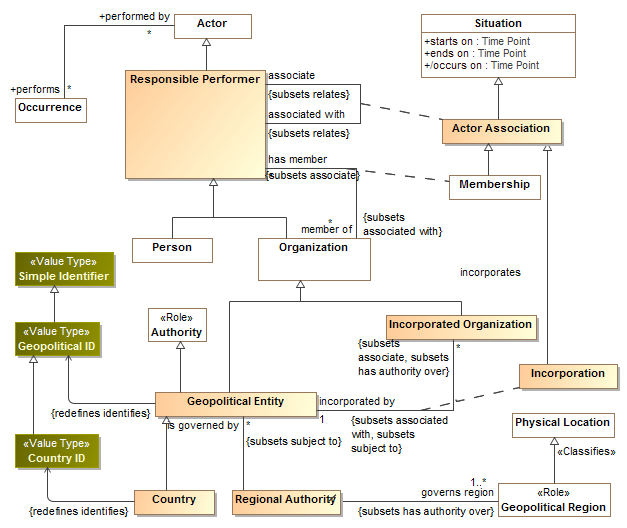 +performed by
*
Actor
Situation
+starts on : Time Point
+ends on : Time Point
+/occurs on : Time Point
+performs
*
Occurrence
Responsible Performer
associate
{subsets relates}
associated with
{subsets relates}
Actor Association
has member
{subsets associate}
Membership
*
member of
{subsets
associated with}
Person
Organization
«Value Type»
Simple Identifier
incorporates
«Role»
Authority
«Value Type»
Geopolitical ID
Incorporated Organization
{subsets
associate, subsets
has authority over}
*
Incorporation
Geopolitical Entity
incorporated by
1
{redefines identifies}
is governed by
*
{subsets subject to}
{subsets associated
with, subsets
subject to}
Physical Location
«Value Type»
Country ID
«Classifies»
Country
{redefines identifies}
Regional Authority
1..*
governs region
{subsets has authority over}
«Role»
Geopolitical Region